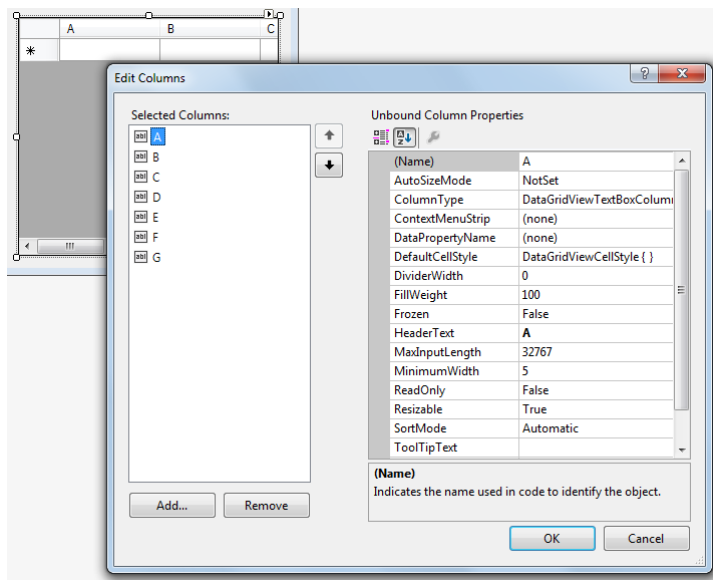 A B C
Edit Columns
Selected Columns:
A
B
C
D
E
F
G
Add... Remove
Unbound Column Properties
(Name) A
AutoSizeMode NotSet
ColumnType DataGridViewTextBoxColumn
ContextMenuStrip (none)
DataPropertyName (none)
DefaultCellStyle DataGridViewCellStyle { }
DividerWidth 0
FillWeight 100
Frozen False
HeaderText A
MaxInputLength 32767
MinimumWidth 5
ReadOnly False
Resizable True
SortMode Automatic
ToolTipText
(Name)
Indicates the name used in code to identify the object.
OK Cancel